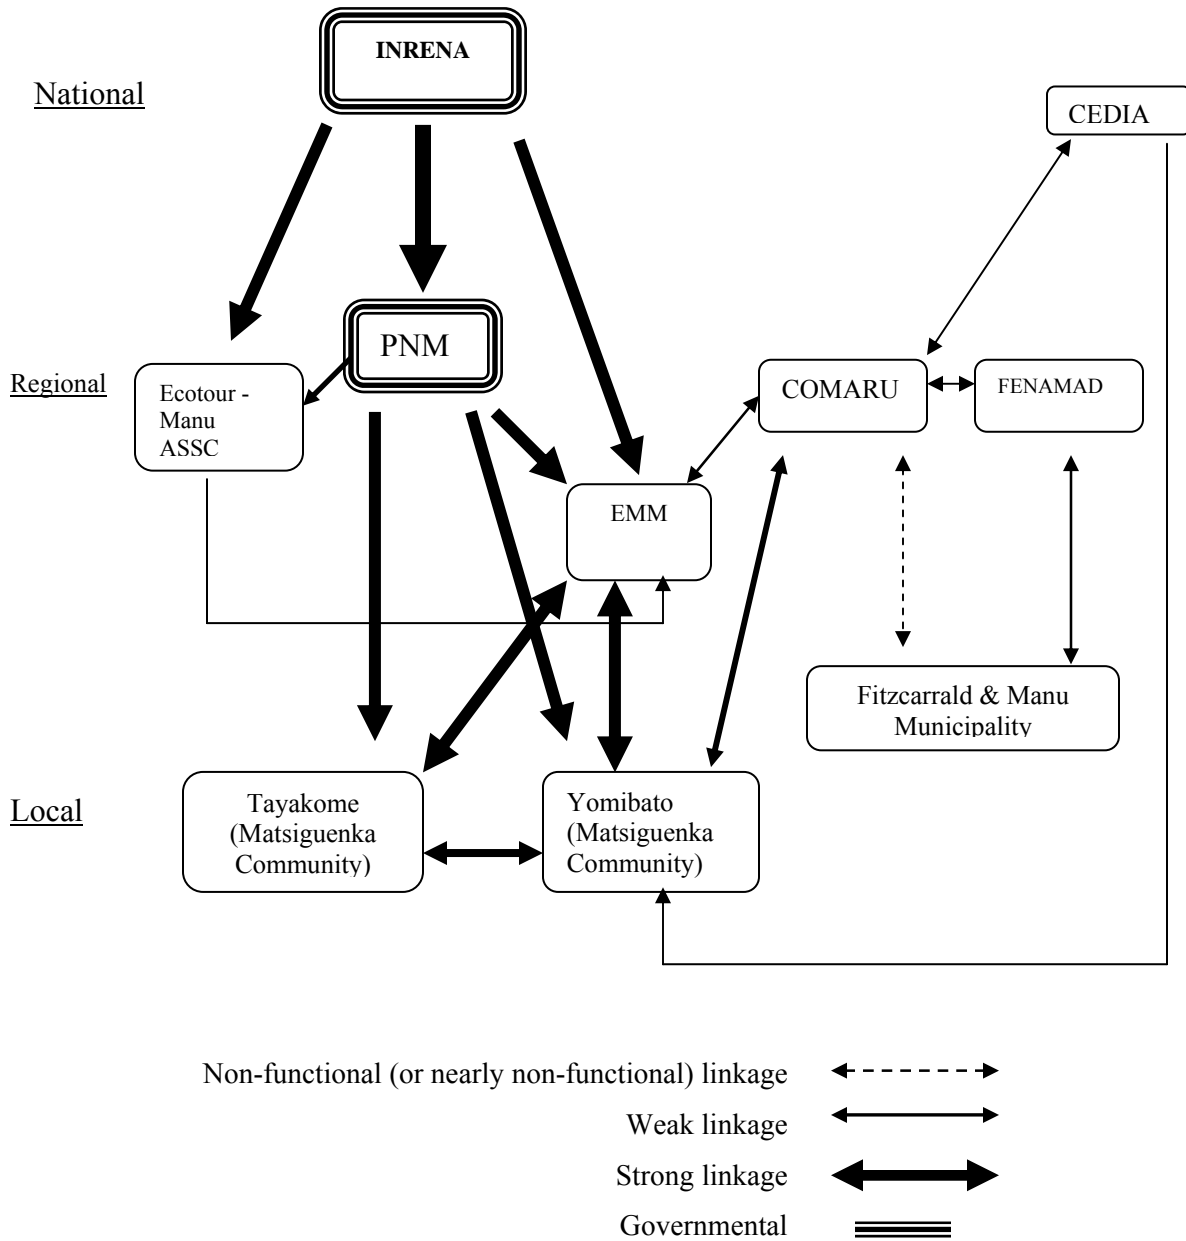 INRENA
National
CEDIA
PNM
Regional
Ecotour -
Manu
ASSC
COMARU
FENAMAD
EMM
Fitzcarrald & Manu
Municipality
Local
Tayakome
(Matsiguenka
Community)
Yomibato
(Matsiguenka
Community)
Non-functional (or nearly non-functional) linkage
Weak linkage
Strong linkage
Governmental